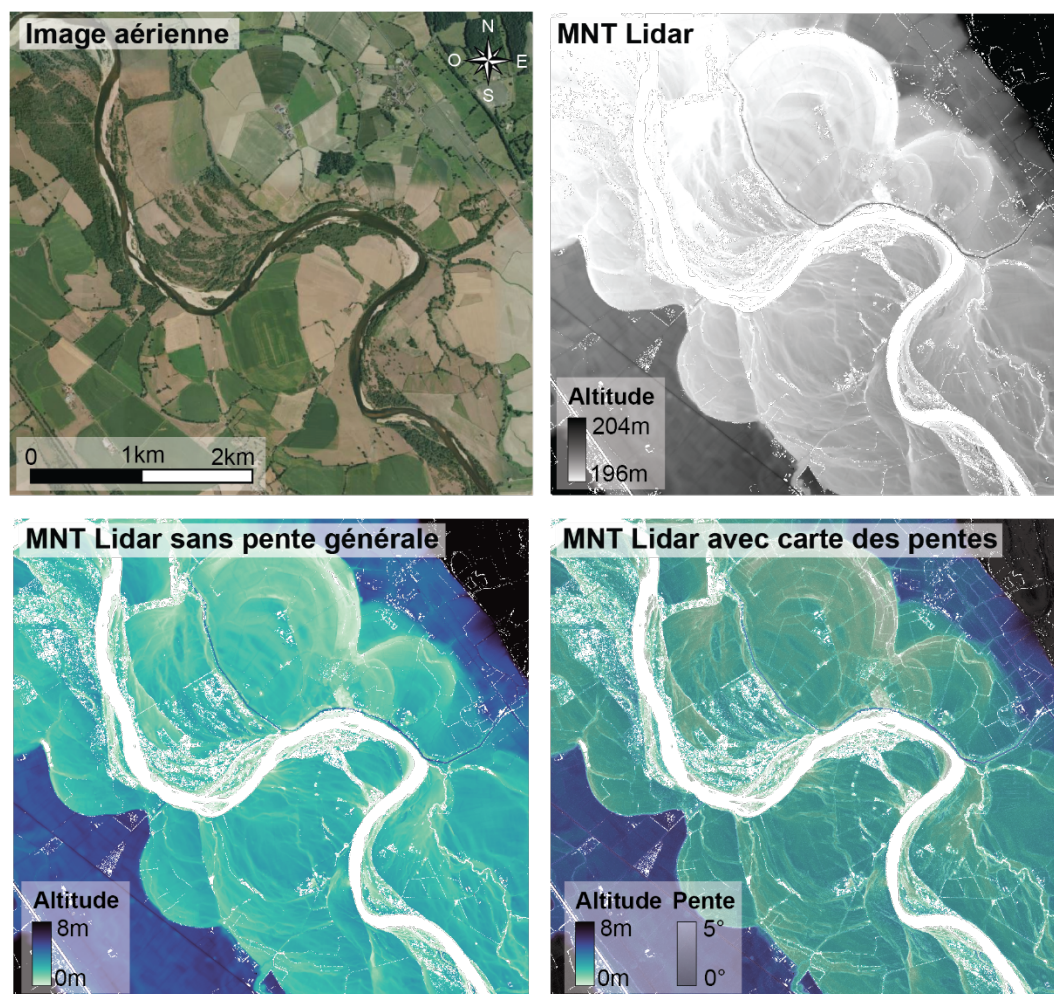 Image aérienne
N
O E
S
0 1km 2km
MNT Lidar
Altitude
204m
196m
MNT Lidar sans pente générale
Altitude
8m
0m
MNT Lidar avec carte des pentes
Altitude Pente
8m 5°
0m 0°